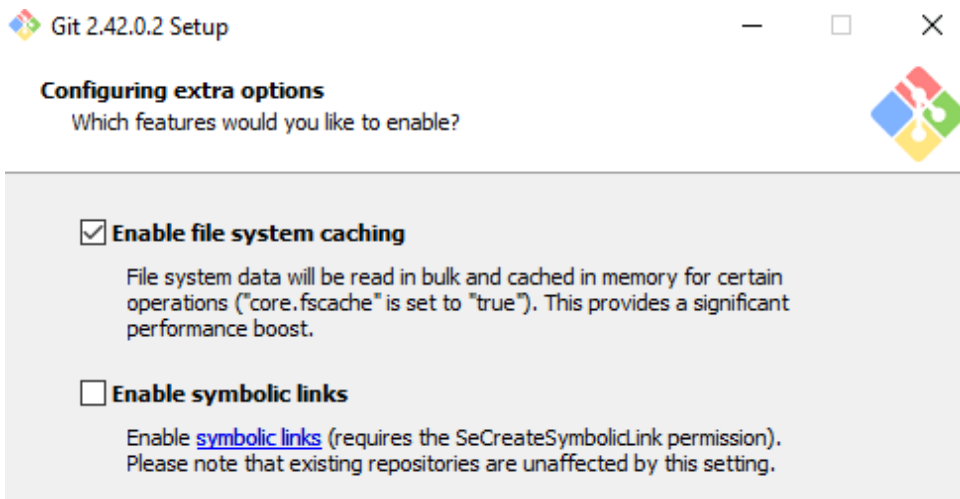 Git 2.42.0.2 Setup
Configuring extra options
Which features would you like to enable?
Enable file system caching
File system data will be read in bulk and cached in memory for certain
operations ("core.fscache" is set to "true"). This provides a significant
performance boost.
Enable symbolic links
Enable symbolic links (requires the SeCreateSymbolicLink permission).
Please note that existing repositories are unaffected by this setting.